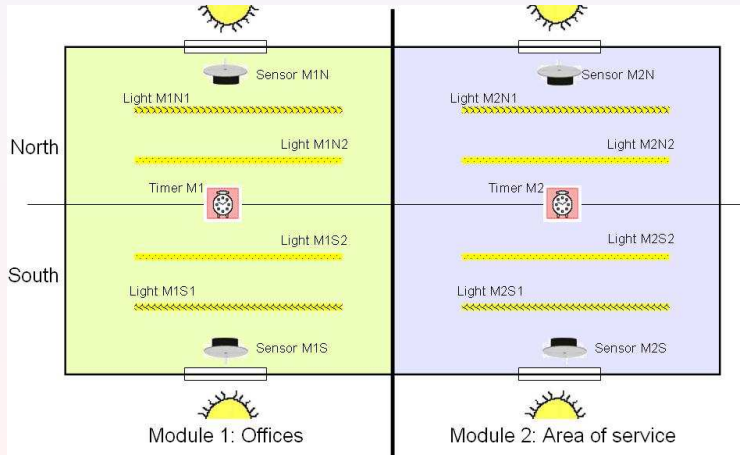 Sensor M1N
Sensor M2N
Light M1N1
Light M2N1
North
Light M1N2
Light M2N2
Timer M1
Timer M2
Light M1S2
Light M2S2
South
Light M1S1
Light M2S1
Sensor M1S
Sensor M2S
Module 1: Offices
Module 2: Area of service